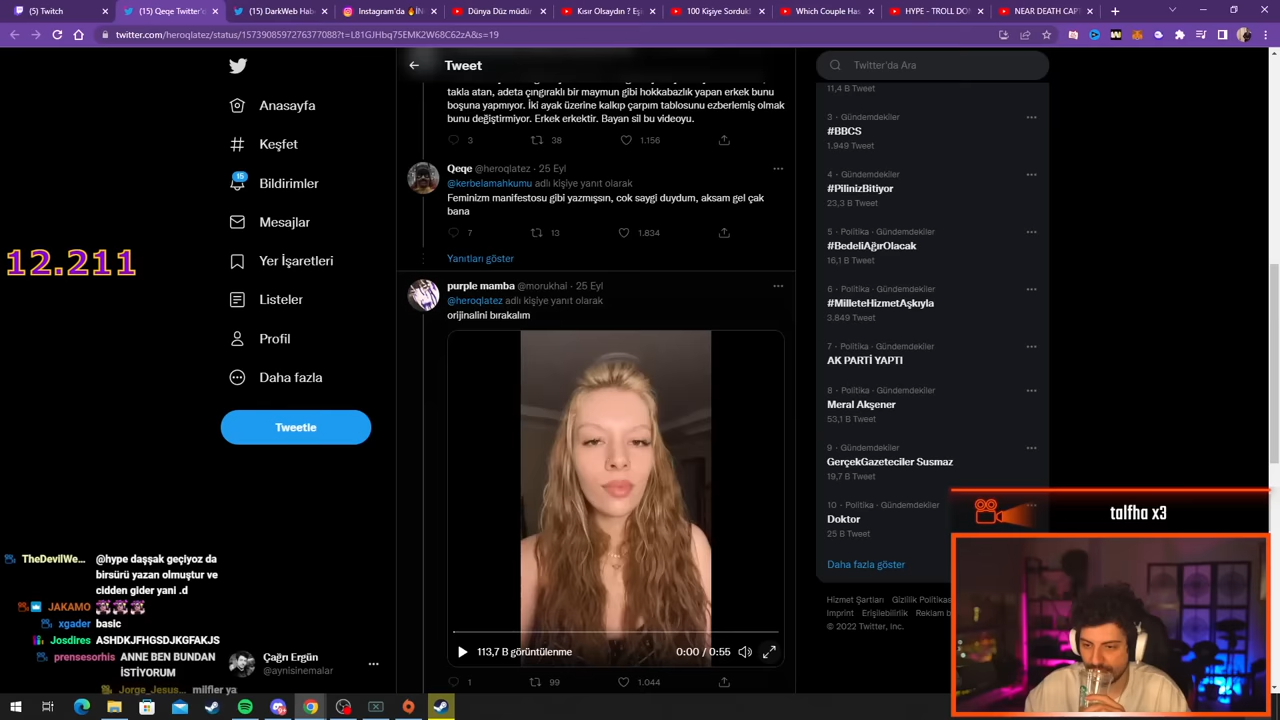 (5) Twitch
(15) Qeqe Twitter'
(15) DarkWeb Hab
Instagram'da
Dünya Düz müdür
Kısır Olsaydın ? Eş
100 Kişiye Sorduk
Which Couple Has
HYPE - TROLL DO
NEAR DEATH CAP
twitter.com/heroqlatez/status/1573908597276377088?t=L81GJHbq75EMK2W68C62zA&s=19
Tweet
Twitter'da Ara
takla atan, adeta çıngıraklı bir maymun gibi hokkabazlık yapan erkek bunu
boşuna yapmıyor. İki ayak üzerine kalkıp çarpım tablosunu ezberlemiş olmak
bunu değiştirmiyor. Erkek erkektir. Bayan sil bu videoyu.
3 38 1.156
Qeqe @heroqlatez · 25 Eyl
@kerbelamahkumu adlı kişiye yanıt olarak
Feminizm manifestosu gibi yazmışsın, cok saygi duydum, aksam gel çak
bana
7 13 1.834
Yanıtları göster
purple mamba @morukhai · 25 Eyl
@heroqlatez adlı kişiye yanıt olarak
orijinalini bırakalım
113,7 B görüntülenme
0:00 / 0:55
1 99 1.044
Anasayfa
Keşfet
15
Bildirimler
Mesajlar
Yer İşaretleri
Listeler
Profil
Daha fazla
Tweetle
12.211
11,4 B Tweet
3 · Gündemdekiler
#BBCS
1.949 Tweet
4 · Gündemdekiler
#PilinizBitiyor
23,3 B Tweet
5 · Gündemdekiler
#BedeliAğırOlacak
16,1 B Tweet
6 · Gündemdekiler
#MilleteHizmetAşkıyla
3.849 Tweet
7 · Politika · Gündemdekiler
AK PARTİ YAPTI
8 · Politika · Gündemdekiler
Meral Akşener
53,1 B Tweet
9 · Gündemdekiler
GerçekGazeteciler Susmaz
19,7 B Tweet
10 · Politika · Gündemdekiler
Doktor
25 B Tweet
Daha fazla göster
Hizmet Şartları Gizlilik Politikas
Imprint Erişilebilirlik Reklam b
© 2022 Twitter, Inc.
talfha x3
TheDevilWe... @hype daşşak geçiyoz da
birsürü yazan olmuştur ve
cidden gider yani .d
JAKAMO
xgader basic
Josdires ASHDKJFHGSDJKGFAKJS
prensesorhis ANNE BEN BUNDAN
İSTİYORUM
Jorge_Jesus... milfler ya
Çağrı Ergün
@aynisinemalar